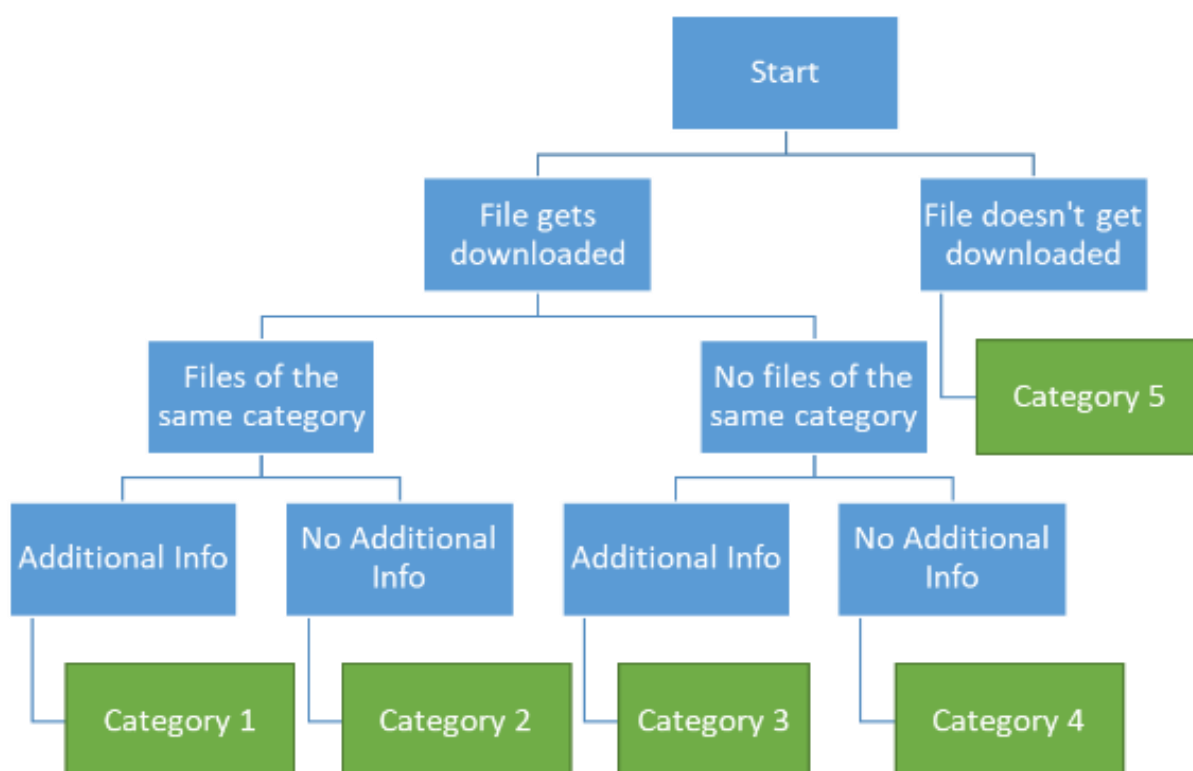 Start
File gets
downloaded
File doesn't get
downloaded
Files of the
same category
No files of the
same category
Category 5
Additional Info
No Additional
Info
Additional Info
No Additional
Info
Category 1
Category 2
Category 3
Category 4